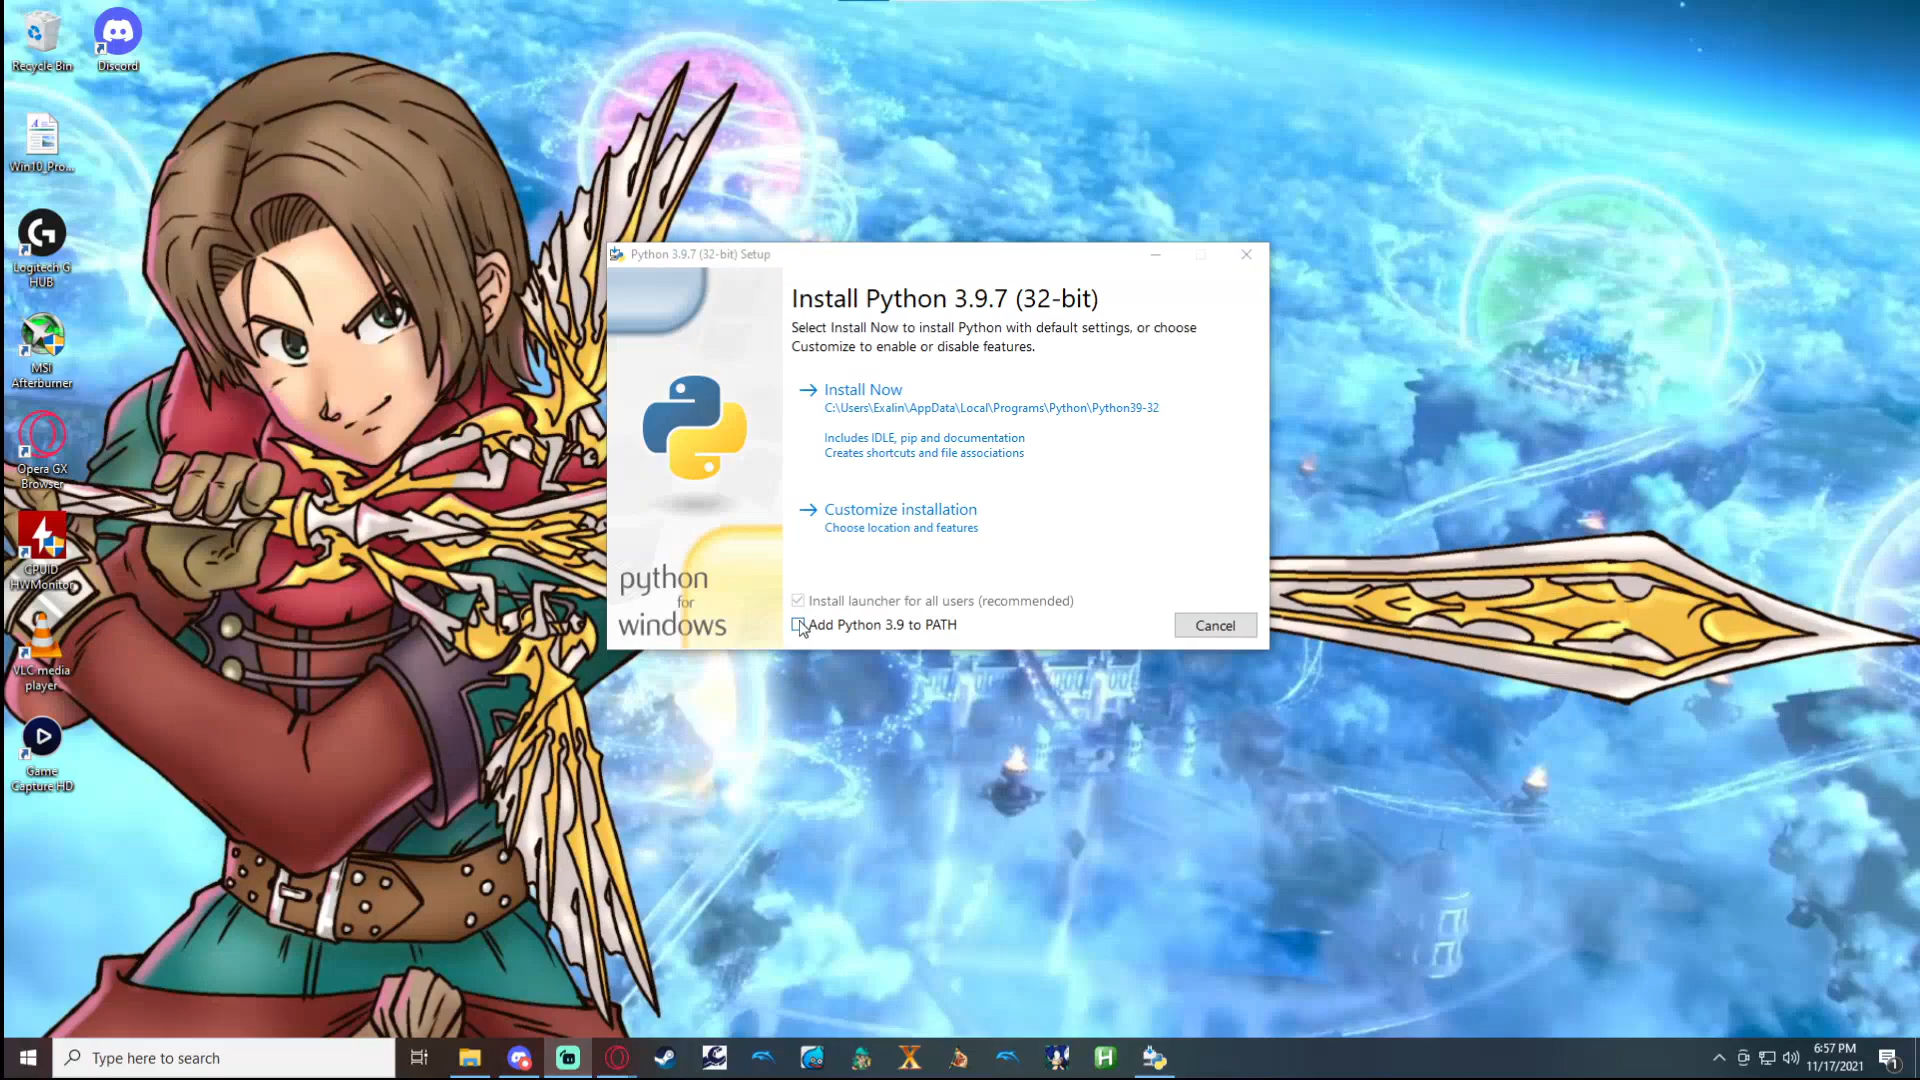 Recycle Bin
Discord
Win10_Pro...
Logitech G
HUB
MSI
Afterburner
Opera GX
Browser
CPUID
HWMonitor
VLC media
player
Game
Capture HD
Python 3.9.7 (32-bit) Setup
Install Python 3.9.7 (32-bit)
Select Install Now to install Python with default settings, or choose
Customize to enable or disable features.
Install Now
C:\Users\Exalin\AppData\Local\Programs\Python\Python39-32
Includes IDLE, pip and documentation
Creates shortcuts and file associations
Customize installation
Choose location and features
python
for
windows
Install launcher for all users (recommended)
Add Python 3.9 to PATH
Cancel
Type here to search
6:57 PM
11/17/2021
1